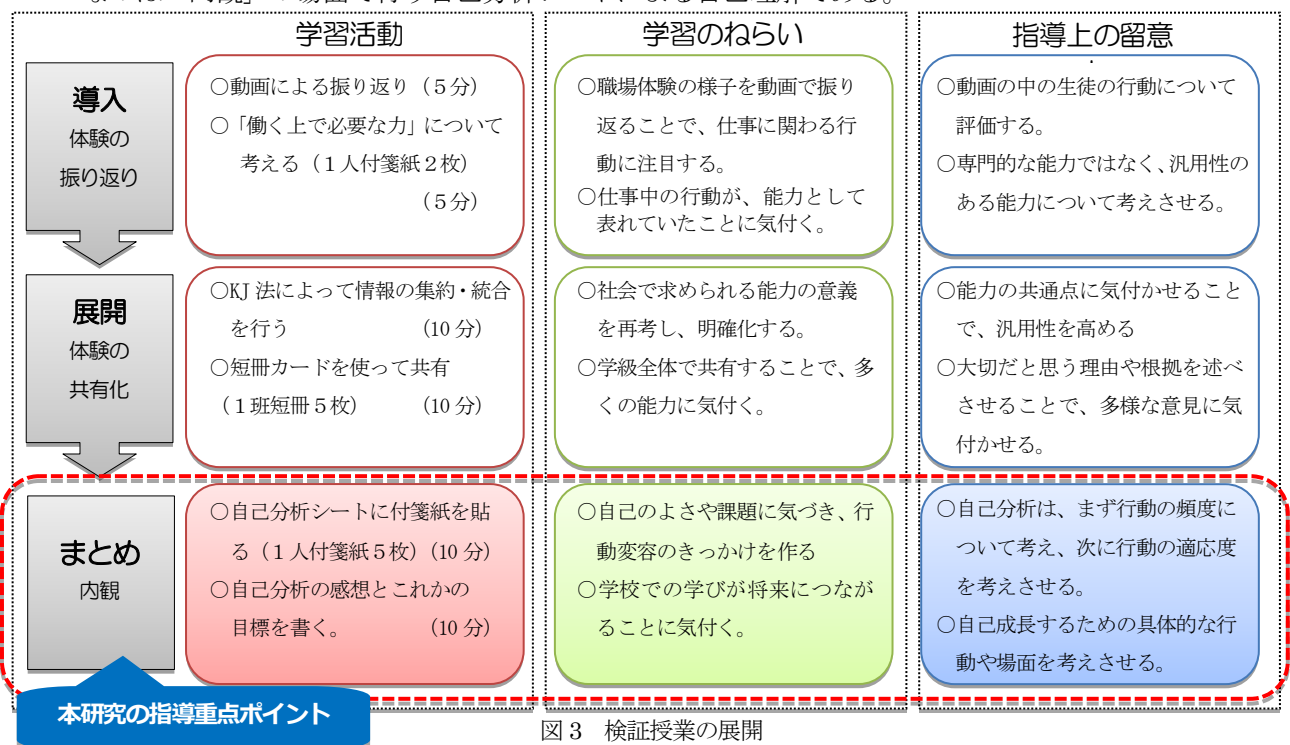 学習活動
学習のねらい
指導上の留意
導入
体験の
振り返り
○動画による振り返り（５分）
○「働く上で必要な力」について
考える（１人付箋紙２枚）
（５分）
○職場体験の様子を動画で振り
返ることで、仕事に関わる行
動に注目する。
○仕事中の行動が、能力として
表れていたことに気付く。
○動画の中の生徒の行動について
評価する。
○専門的な能力ではなく、汎用性の
ある能力について考えさせる。
展開
体験の
共有化
○KJ 法によって情報の集約・統合
を行う （10 分）
○短冊カードを使って共有
（１班短冊５枚） （10 分）
○社会で求められる能力の意義
を再考し、明確化する。
○学級全体で共有することで、多
くの能力に気付く。
○能力の共通点に気付かせること
で、汎用性を高める
○大切だと思う理由や根拠を述べ
させることで、多様な意見に気
付かせる。
まとめ
内観
○自己分析シートに付箋紙を貼
る（１人付箋紙５枚）（10 分）
○自己分析の感想とこれかの
目標を書く。 （10 分）
○自己のよさや課題に気づき、行
動変容のきっかけを作る
○学校での学びが将来につなが
ることに気付く。
○自己分析は、まず行動の頻度に
ついて考え、次に行動の適応度
を考えさせる。
○自己成長するための具体的な行
動や場面を考えさせる。
本研究の指導重点ポイント
図３ 検証授業の展開